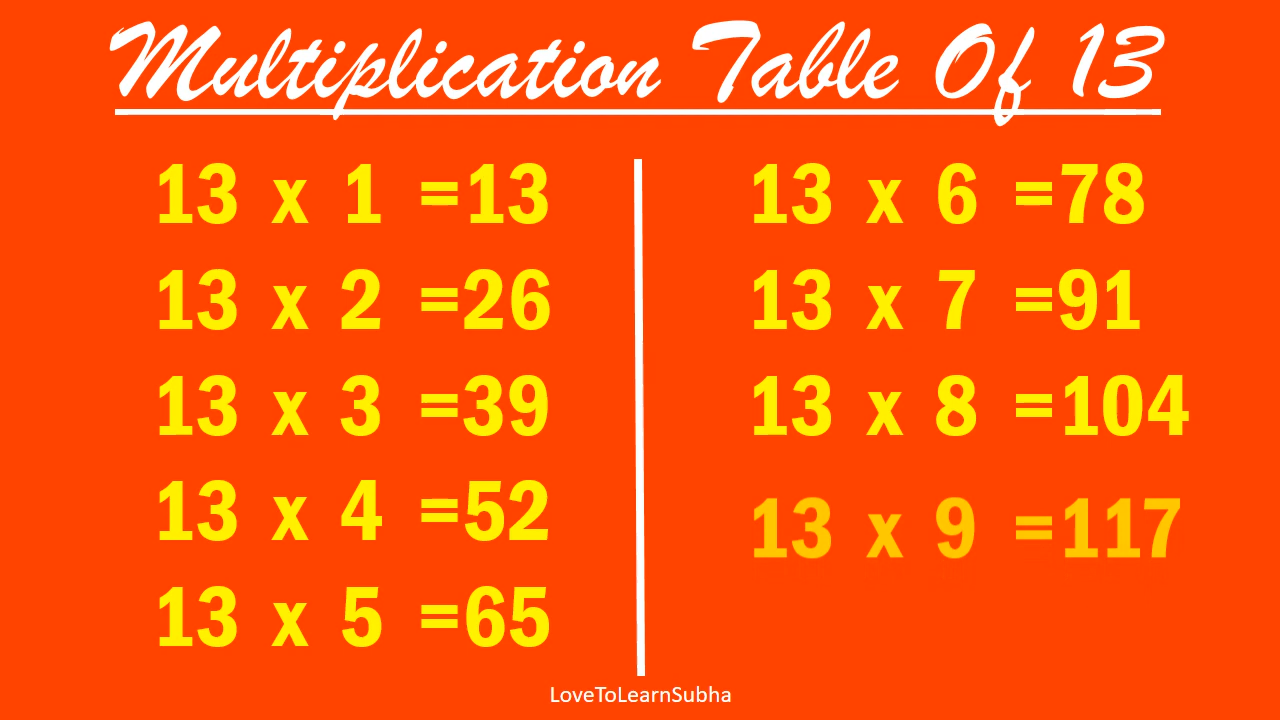 Multiplication Table Of 13
13 x 1 =13
13 x 2 =26
13 x 3 =39
13 x 4 =52
13 x 5 =65
13 x 6 =78
13 x 7 =91
13 x 8 =104
13 x 9 =117
LoveToLearnSubha